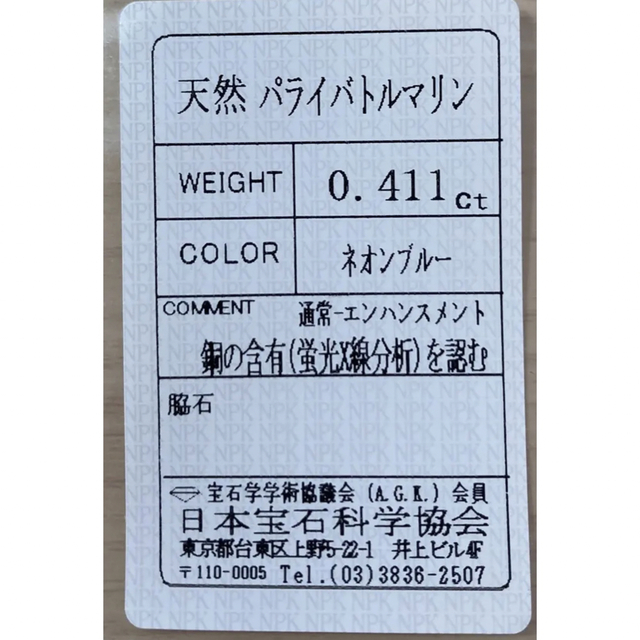 天然 パライバトルマリン
WEIGHT 0.411ct
COLOR ネオンブルー
COMMENT 通常-エンハンスメント
銅の含有(蛍光X線分析)を認む
脇石
宝石学学術協議会 (A.G.K.) 会員
日本宝石科学協会
東京都台東区上野5-22-1 井上ビル4F
〒110-0005 Tel.(03)3836-2507